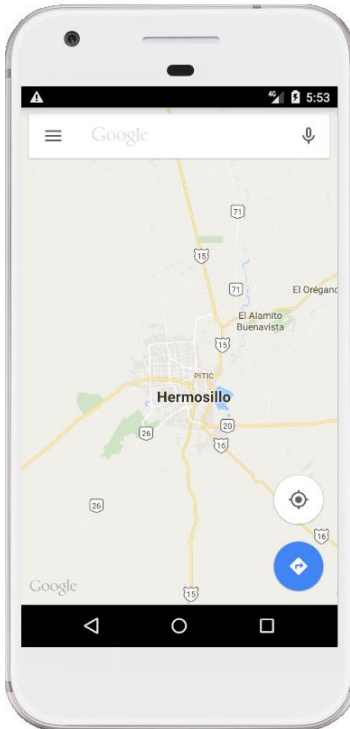 4G 5:53
Google
71
15
71
El Orégano
El Alamito
Buenavista
15
PITIC
Hermosillo
20
26
16
26
16
Google
15